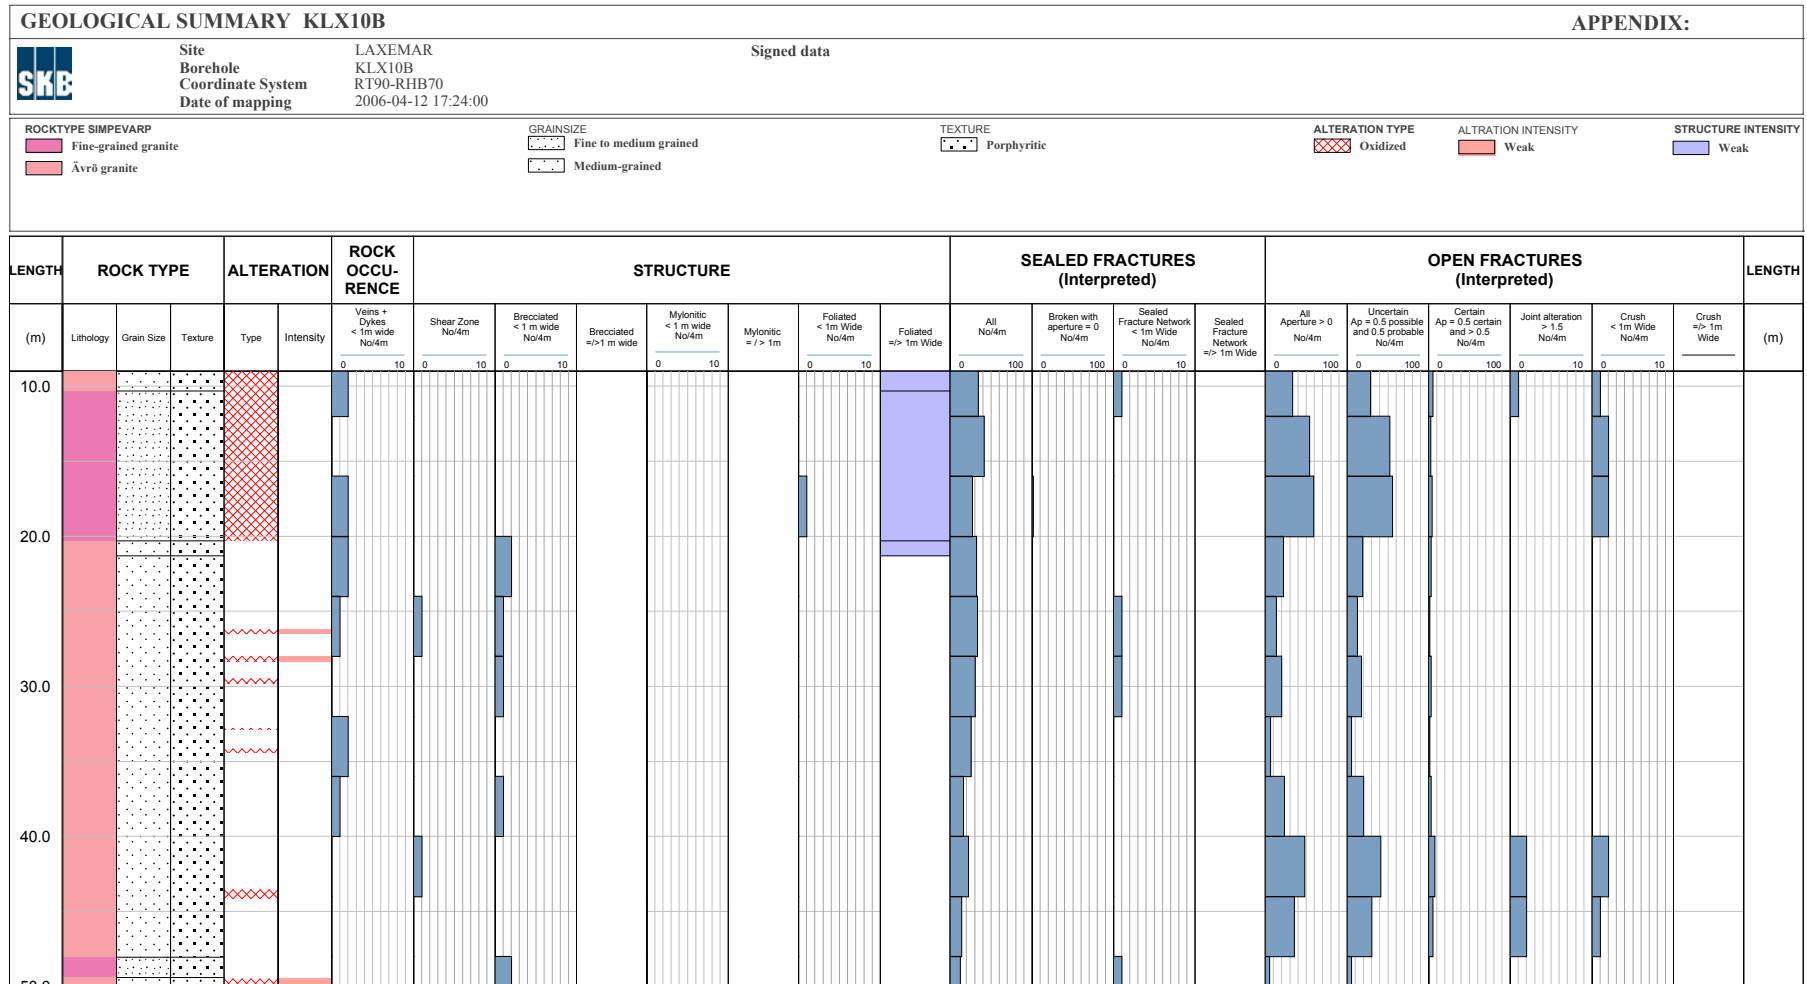 GEOLOGICAL SUMMARY KLX10B
APPENDIX:
SKB
Site LAXEMAR
Borehole KLX10B
Coordinate System RT90-RHB70
Date of mapping 2006-04-12 17:24:00
Signed data
ROCKTYPE SIMPEVARP
Fine-grained granite
Ävrö granite
GRAINSIZE
Fine to medium grained
Medium-grained
TEXTURE
Porphyritic
ALTERATION TYPE
Oxidized
ALTRATION INTENSITY
Weak
STRUCTURE INTENSITY
Weak
LENGTH
ROCK TYPE
ALTERATION
ROCK
OCCU-
RENCE
STRUCTURE
SEALED FRACTURES
(Interpreted)
OPEN FRACTURES
(Interpreted)
LENGTH
(m)
Lithology
Grain Size
Texture
Type
Intensity
Veins +
Dykes
< 1m wide
No/4m
0 10
Shear Zone
No/4m
0 10
Brecciated
< 1 m wide
No/4m
0 10
Brecciated
=/>1 m wide
Mylonitic
< 1 m wide
No/4m
0 10
Mylonitic
= / > 1m
Foliated
< 1m Wide
No/4m
0 10
Foliated
=/> 1m Wide
All
No/4m
0 100
Broken with
aperture = 0
No/4m
0 100
Sealed
Fracture Network
< 1m Wide
No/4m
0 10
Sealed
Fracture
Network
=/> 1m Wide
All
Aperture > 0
No/4m
0 100
Uncertain
Ap = 0.5 possible
and 0.5 probable
No/4m
0 100
Certain
Ap = 0.5 certain
and > 0.5
No/4m
0 100
Joint alteration
> 1.5
No/4m
0 10
Crush
< 1m Wide
No/4m
0 10
Crush
=/> 1m
Wide
(m)
10.0
20.0
30.0
40.0
50.0